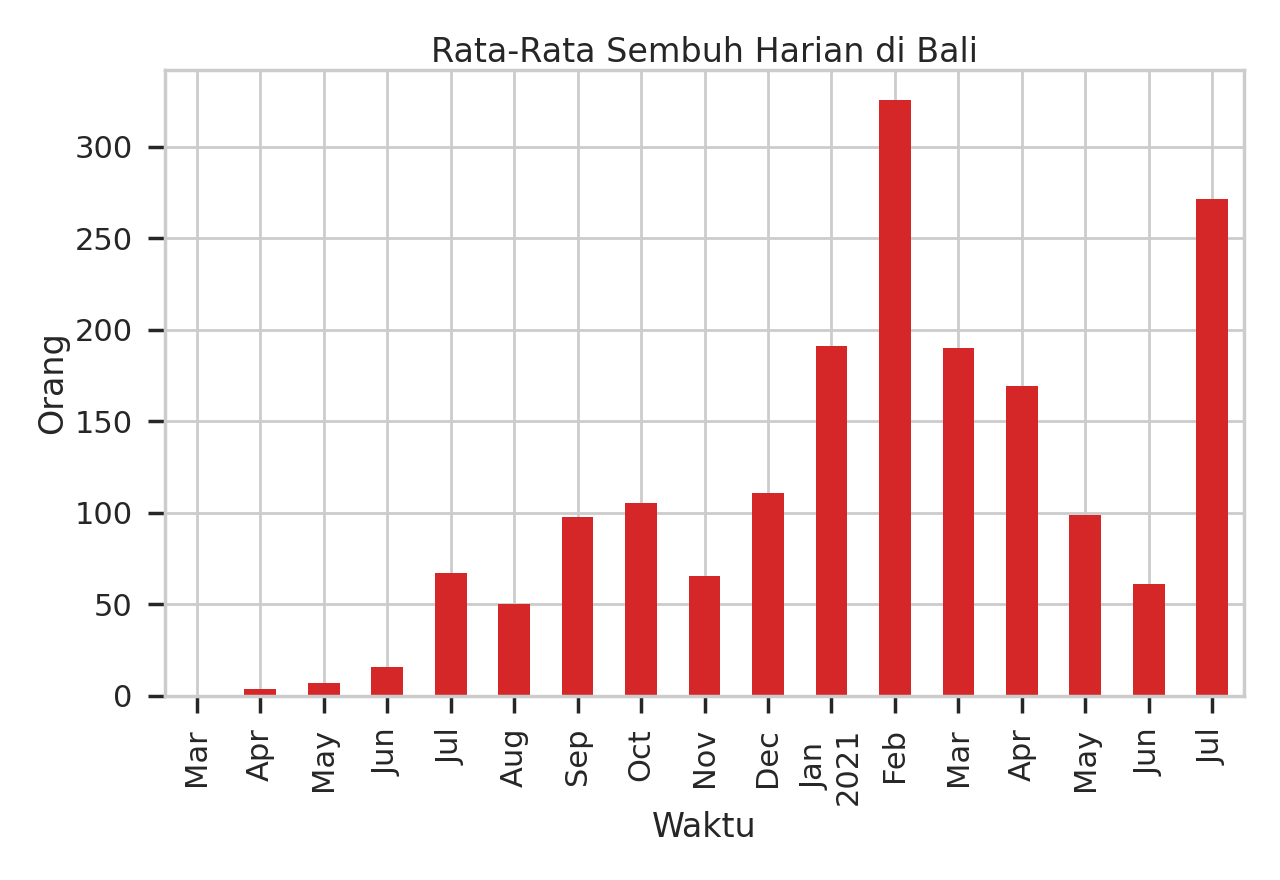 Rata-Rata Sembuh Harian di Bali
300
250
200
150
100
50
0
Orang
Mar
Apr
May
Jun
Jul
Aug
Sep
Oct
Nov
Dec
Jan
2021
Feb
Mar
Apr
May
Jun
Jul
Waktu